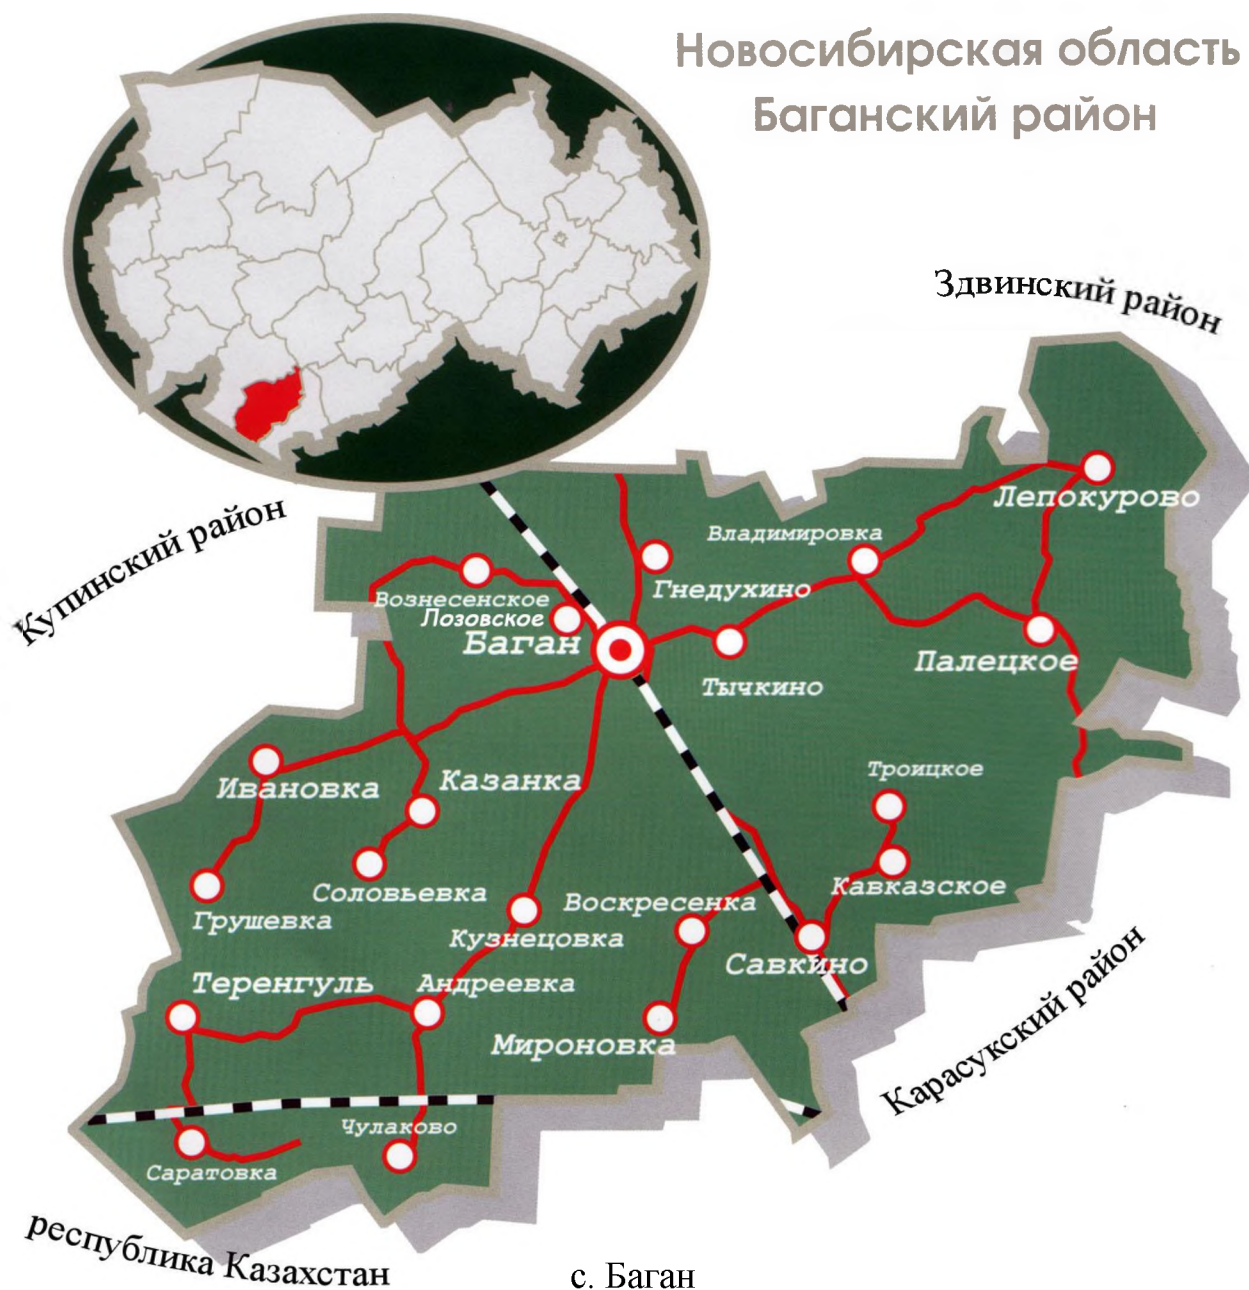 Новосибирская область
Баганский район
Здвинский район
Купинский район
Лепокурово
Владимировка
Гнедухино
Вознесенское
Лозовское
Баган
Палецкое
Тычкино
Троицкое
Ивановка
Казанка
Соловьевка
Кавказское
Воскресенка
Грушевка
Кузнецовка
Савкино
Теренгуль
Андреевка
Мироновка
Карасукский район
Чулаково
Саратовка
республика Казахстан
с. Баган